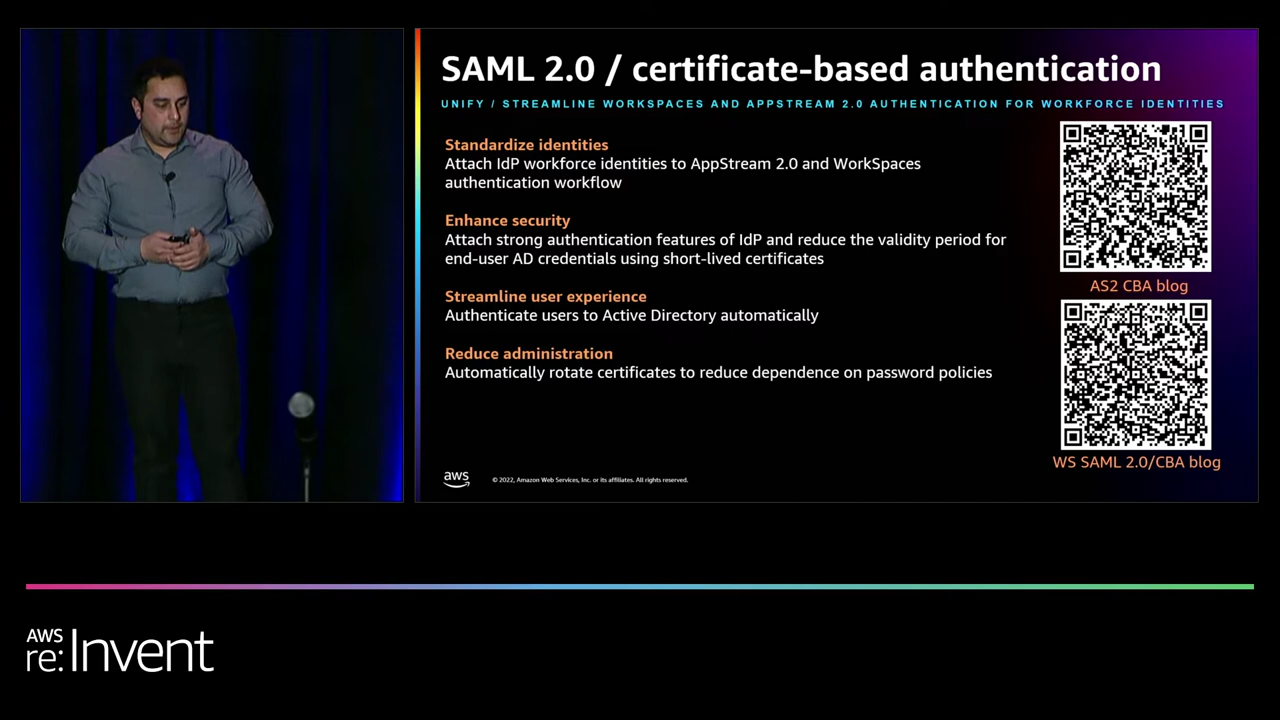 SAML 2.0 / certificate-based authentication
UNIFY / STREAMLINE WORKSPACES AND APPSTREAM 2.0 AUTHENTICATION FOR WORKFORCE IDENTITIES
Standardize identities
Attach IdP workforce identities to AppStream 2.0 and WorkSpaces
authentication workflow
Enhance security
Attach strong authentication features of IdP and reduce the validity period for
end-user AD credentials using short-lived certificates
Streamline user experience
Authenticate users to Active Directory automatically
Reduce administration
Automatically rotate certificates to reduce dependence on password policies
AS2 CBA blog
WS SAML 2.0/CBA blog
aws
© 2022, Amazon Web Services, Inc. or its affiliates. All rights reserved.
AWS
re:Invent